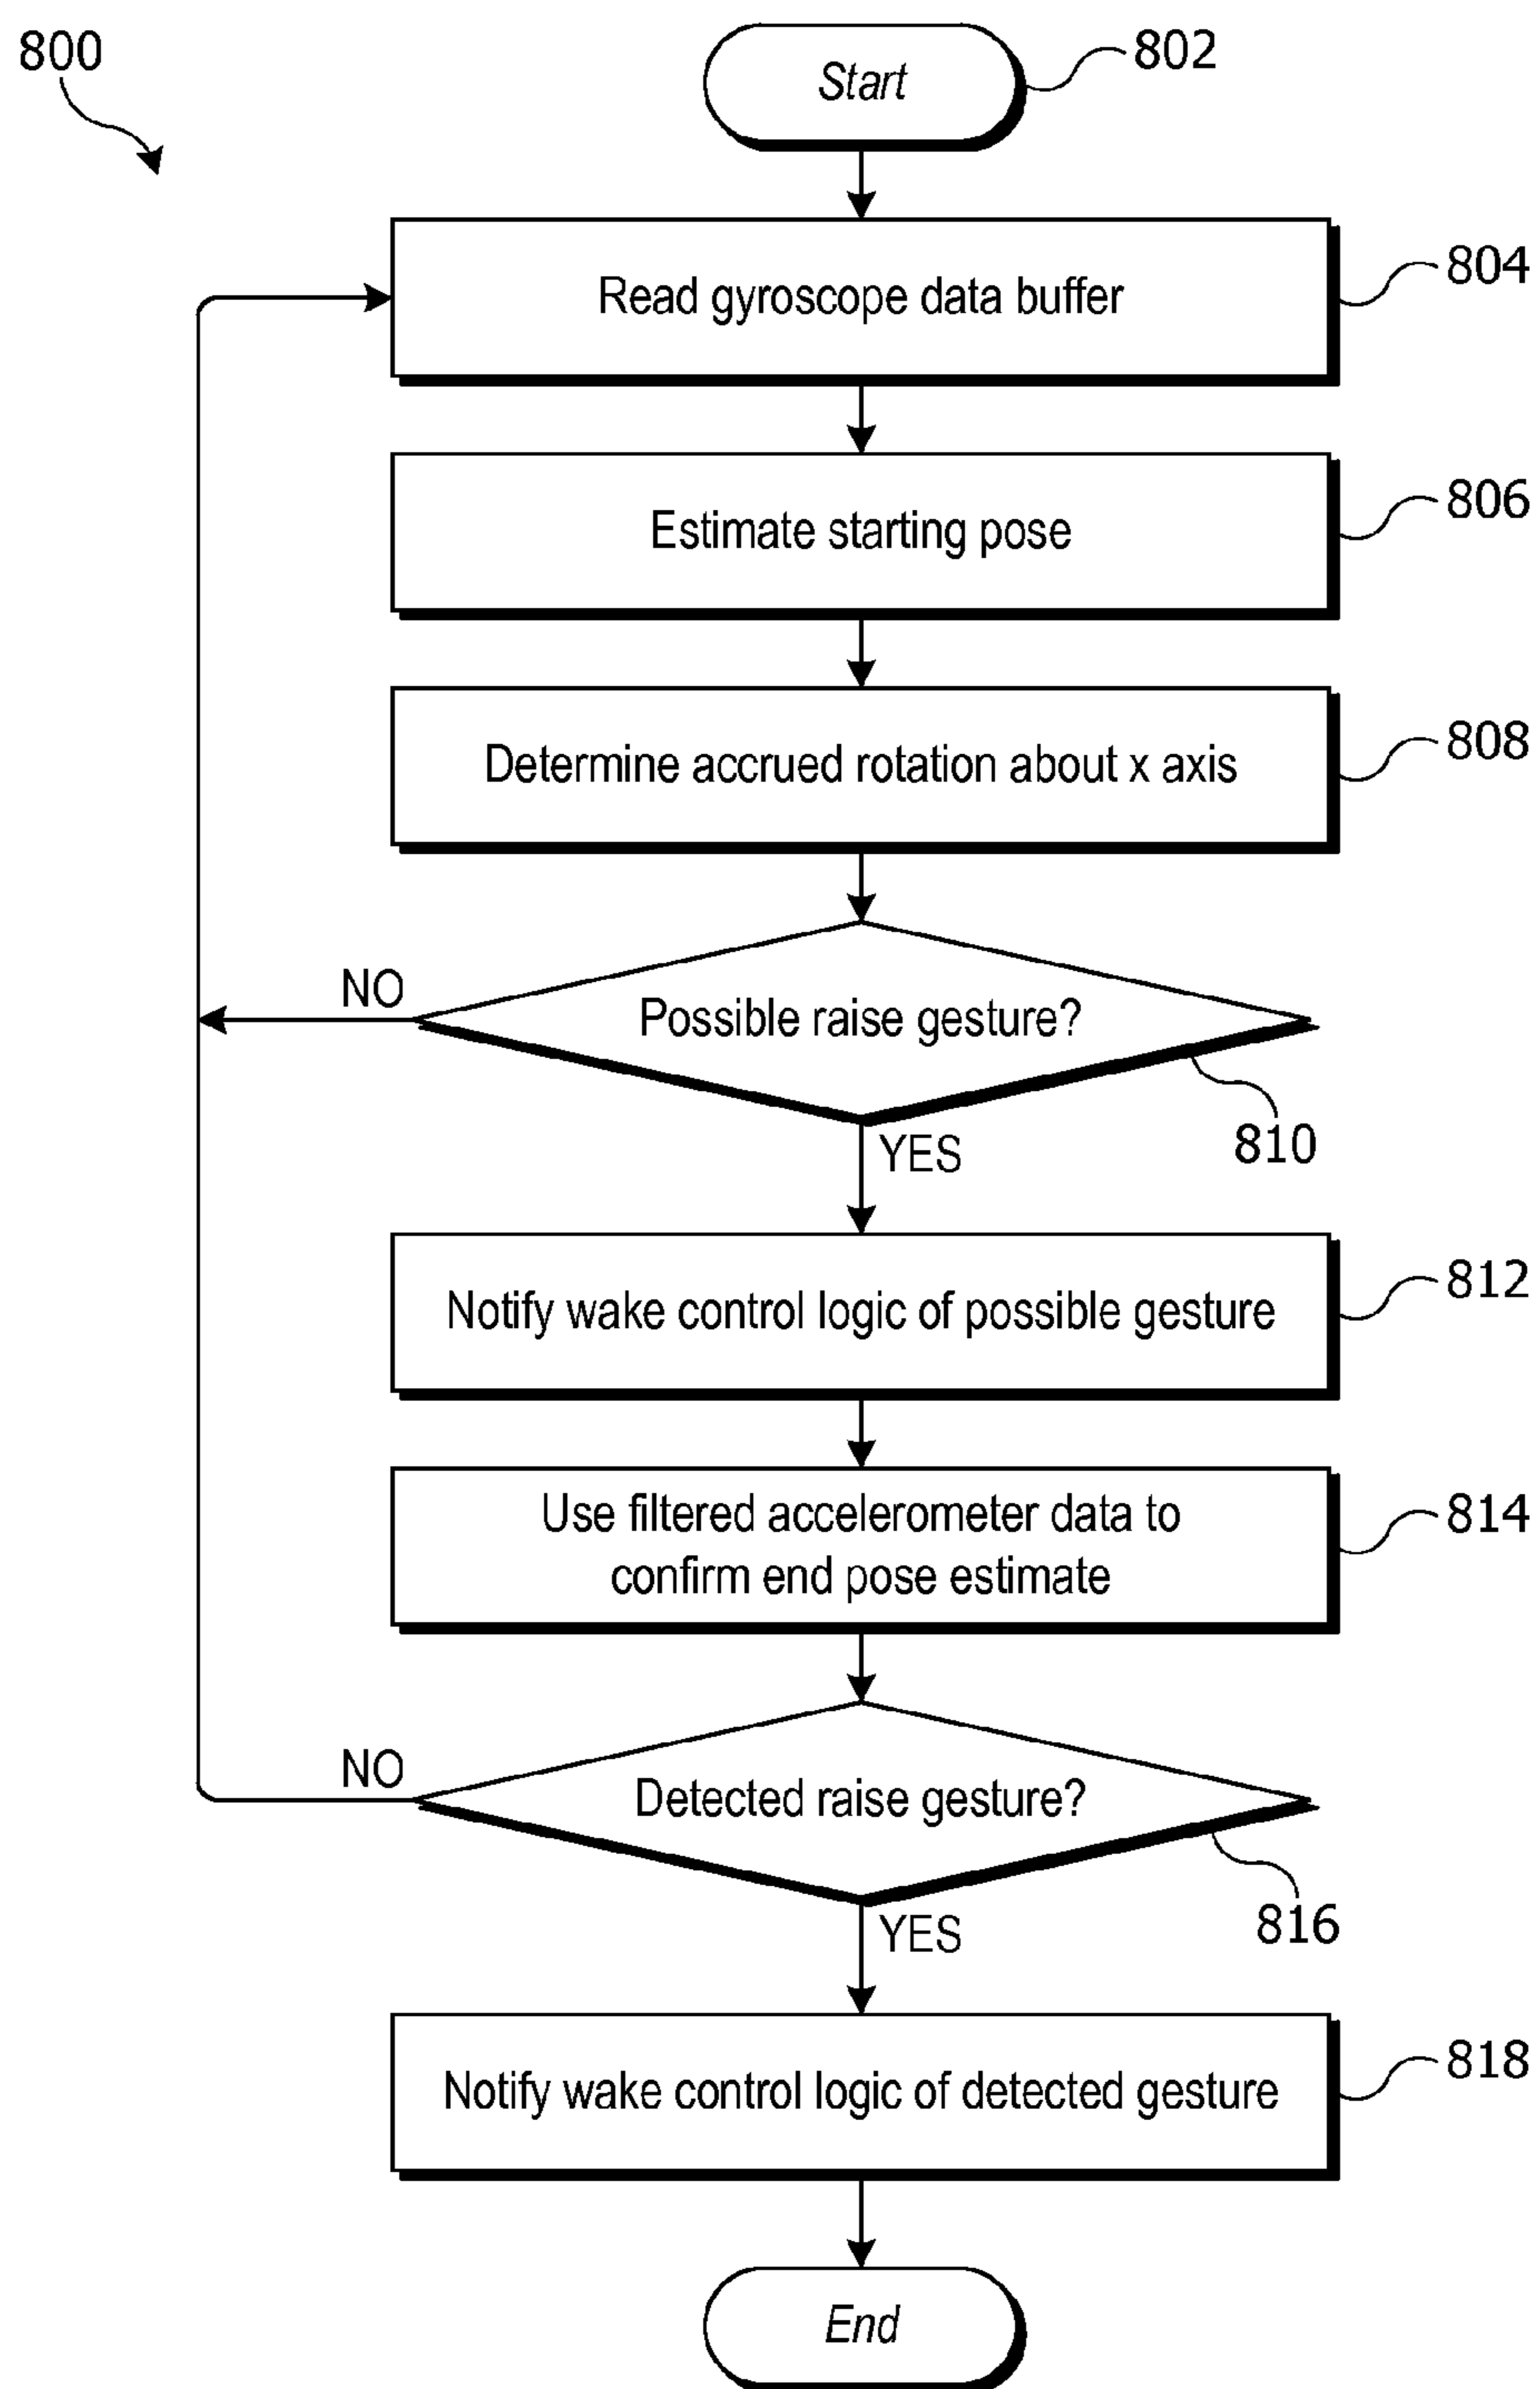 800
Start
802
Read gyroscope data buffer
804
Estimate starting pose
806
Determine accrued rotation about x axis
808
NO
Possible raise gesture?
810
YES
Notify wake control logic of possible gesture
812
Use filtered accelerometer data to
confirm end pose estimate
814
NO
Detected raise gesture?
816
YES
Notify wake control logic of detected gesture
818
End